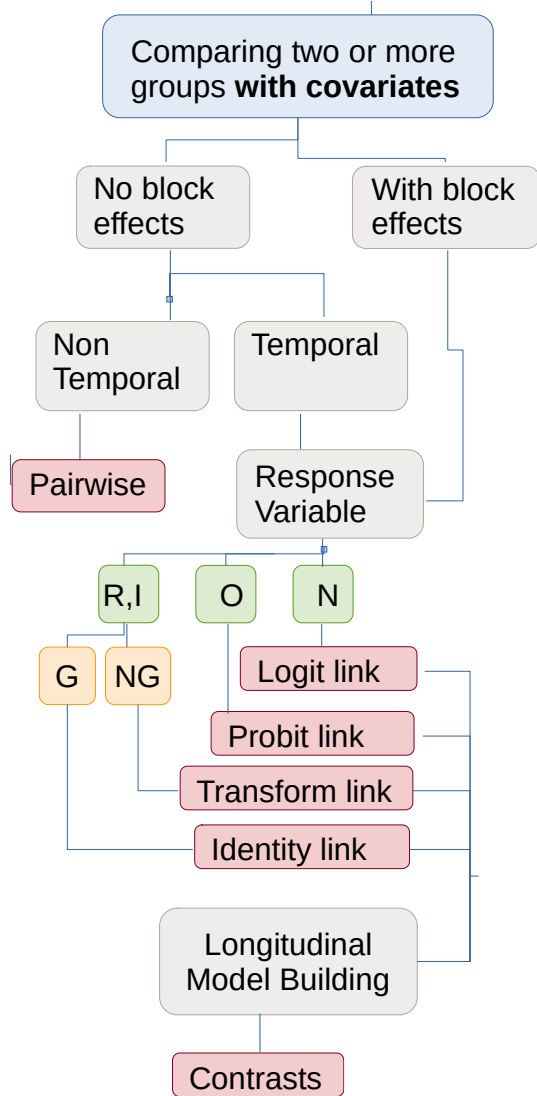 Comparing two or more
groups with covariates
No block
effects
With block
effects
Non
Temporal
Temporal
Pairwise
Response
Variable
R,I
O
N
G
NG
Logit link
Probit link
Transform link
Identity link
Longitudinal
Model Building
Contrasts